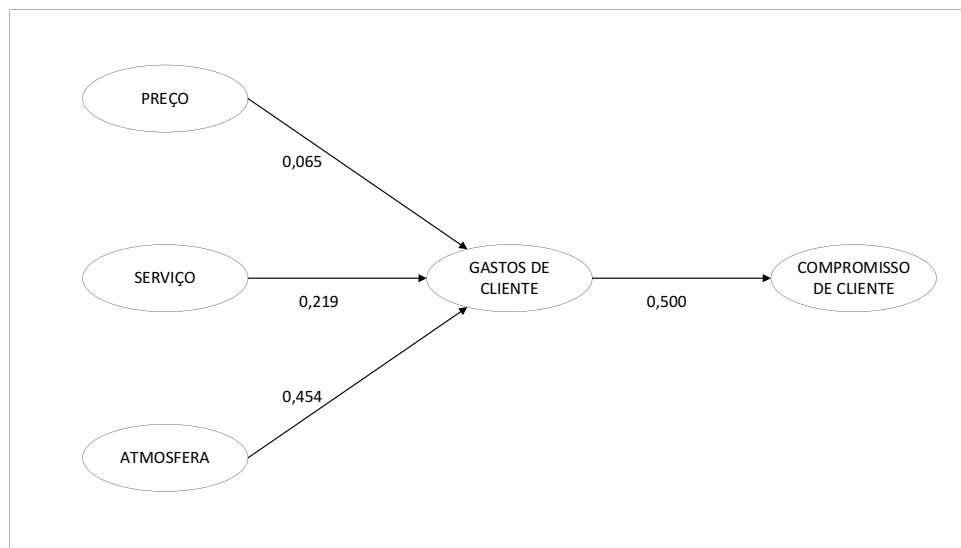 PREÇO
0,065
SERVIÇO
0,219
GASTOS DE
CLIENTE
0,500
COMPROMISSO
DE CLIENTE
0,454
ATMOSFERA